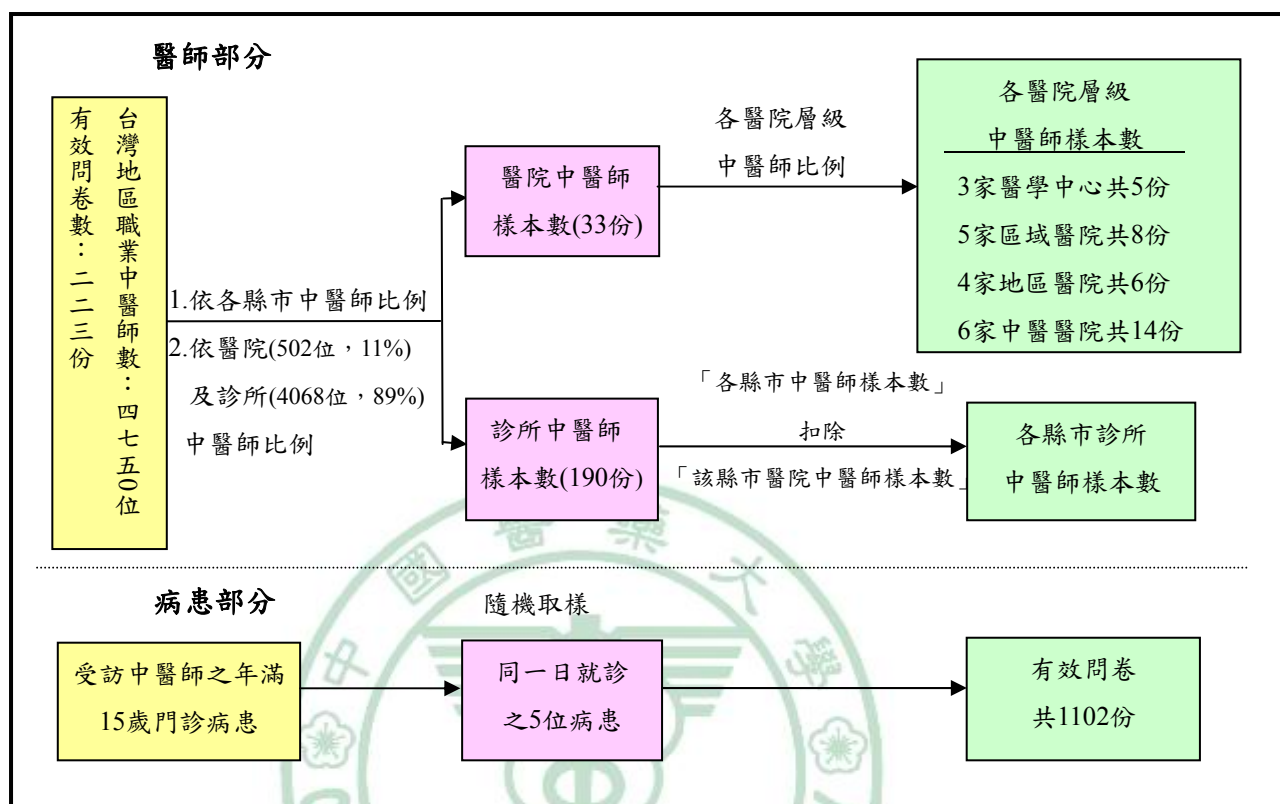 醫師部分
台灣地區職業中醫師數：四七五0位
有效問卷數：二二三份
1.依各縣市中醫師比例
2.依醫院(502位，11%)
及診所(4068位，89%)
中醫師比例
醫院中醫師
樣本數(33份)
各醫院層級
中醫師比例
各醫院層級
中醫師樣本數
3家醫學中心共5份
5家區域醫院共8份
4家地區醫院共6份
6家中醫醫院共14份
診所中醫師
樣本數(190份)
「各縣市中醫師樣本數」
扣除
「該縣市醫院中醫師樣本數」
各縣市診所
中醫師樣本數
病患部分
受訪中醫師之年滿
15歲門診病患
隨機取樣
同一日就診
之5位病患
有效問卷
共1102份
中國醫藥大學